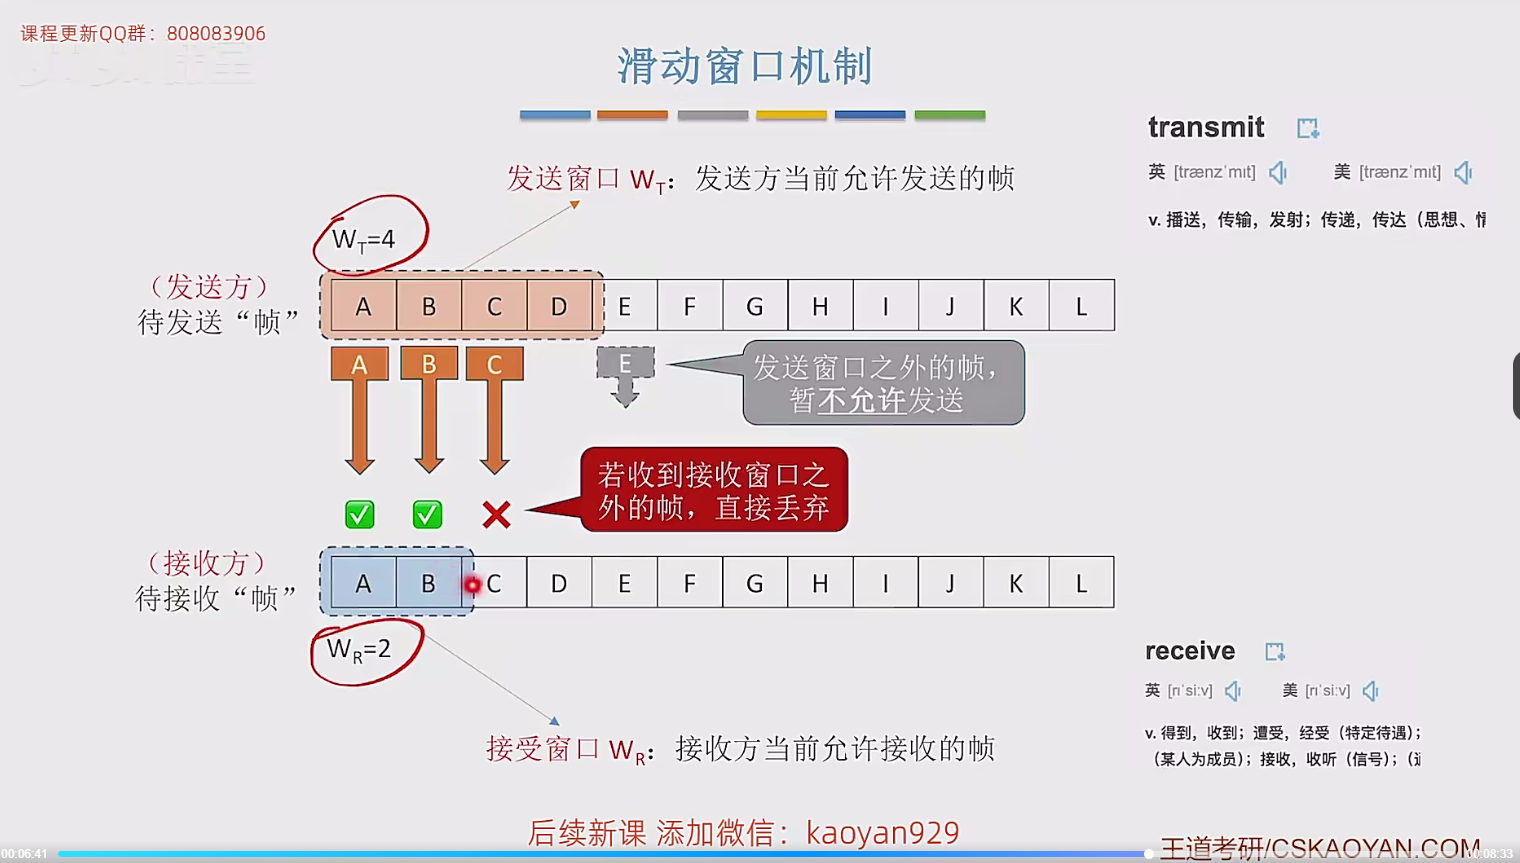 课程更新QQ群：808083906
滑动窗口机制
transmit
英 [trænzˈmɪt] 美 [trænzˈmɪt]
v. 播送，传输，发射；传递，传达（思想、情
发送窗口 WT：发送方当前允许发送的帧
WT=4
（发送方）
待发送“帧”
A B C D E F G H I J K L
A B C E
发送窗口之外的帧，
暂不允许发送
若收到接收窗口之
外的帧，直接丢弃
（接收方）
待接收“帧”
A B C D E F G H I J K L
WR=2
receive
英 [rɪˈsiːv] 美 [rɪˈsiːv]
v. 得到，收到；遭受，经受（特定待遇）；
（某人为成员）；接收，收听（信号）；（
接受窗口 WR：接收方当前允许接收的帧
后续新课 添加微信：kaoyan929
王道考研/CSKAOYAN.COM
00:06:41
00:08:33